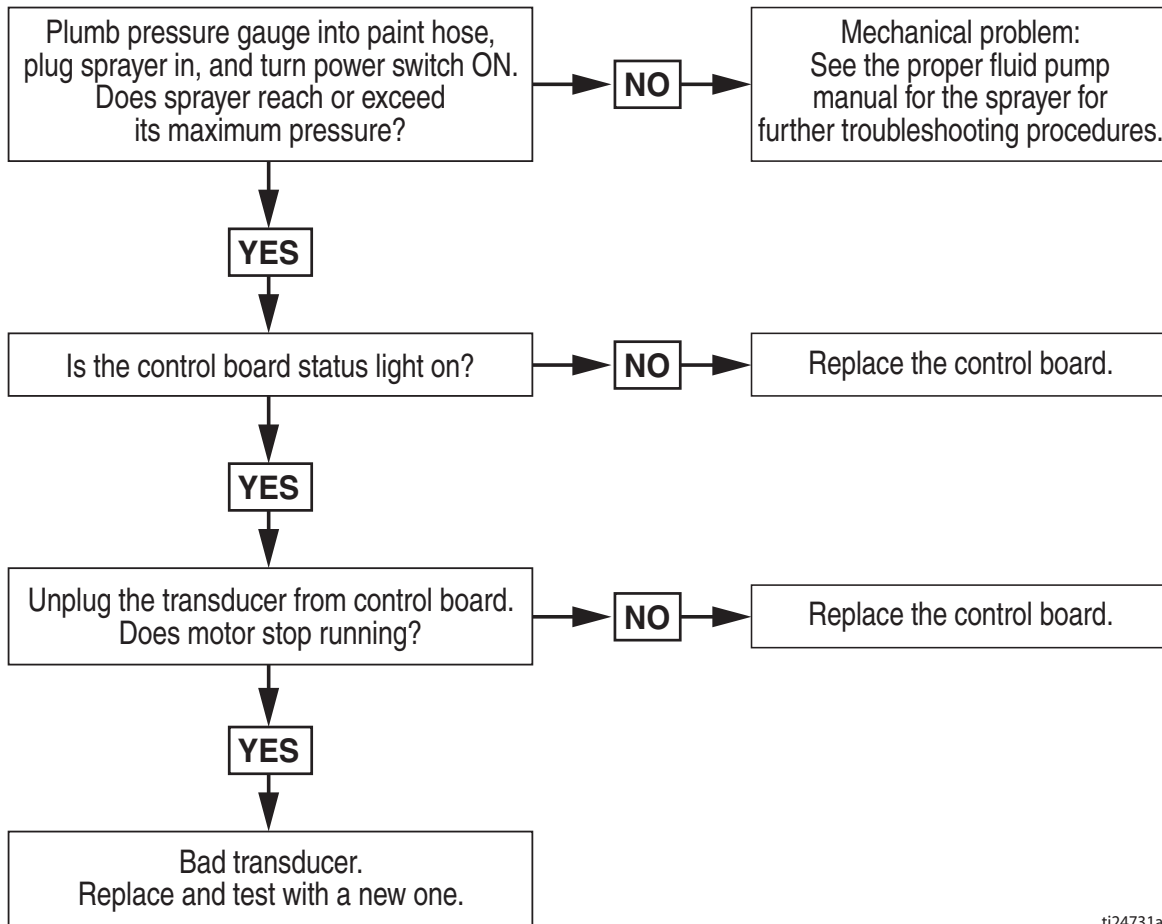 Plumb pressure gauge into paint hose,
plug sprayer in, and turn power switch ON.
Does sprayer reach or exceed
its maximum pressure?
NO
Mechanical problem:
See the proper fluid pump
manual for the sprayer for
further troubleshooting procedures.
YES
Is the control board status light on?
NO
Replace the control board.
YES
Unplug the transducer from control board.
Does motor stop running?
NO
Replace the control board.
YES
Bad transducer.
Replace and test with a new one.
ti24731a